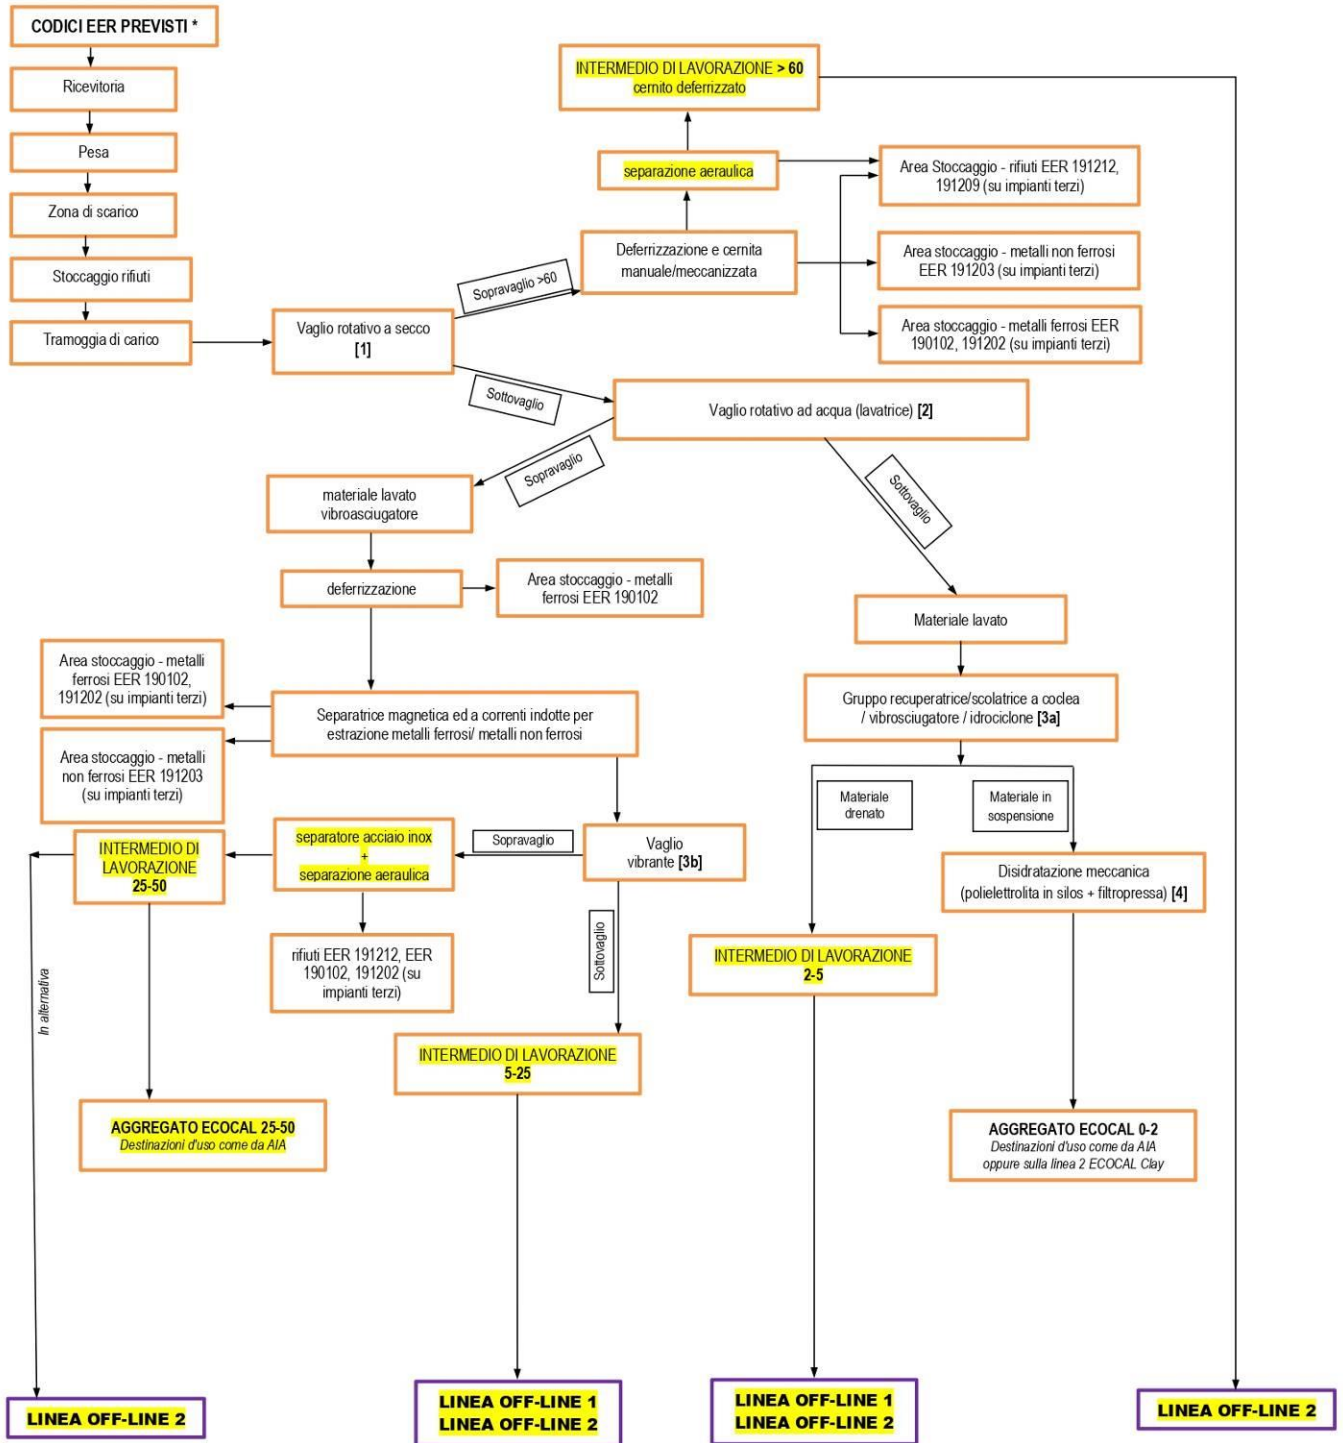 CODICI EER PREVISTI *
Ricevitoria
Pesa
Zona di scarico
Stoccaggio rifiuti
Tramoggia di carico
Vaglio rotativo a secco
[1]
Sopravaglio >60
INTERMEDIO DI LAVORAZIONE > 60
cernito deferrizzato
separazione aeraulica
Deferrizzazione e cernita
manuale/meccanizzata
Area Stoccaggio - rifiuti EER 191212,
191209 (su impianti terzi)
Area stoccaggio - metalli non ferrosi
EER 191203 (su impianti terzi)
Area stoccaggio - metalli ferrosi EER
190102, 191202 (su impianti terzi)
Sottovaglio
Vaglio rotativo ad acqua (lavatrice) [2]
Sopravaglio
Sottovaglio
materiale lavato
vibroasciugatore
deferrizzazione
Area stoccaggio - metalli
ferrosi EER 190102
Materiale lavato
Area stoccaggio - metalli
ferrosi EER 190102,
191202 (su impianti terzi)
Separatrice magnetica ed a correnti indotte per
estrazione metalli ferrosi/ metalli non ferrosi
Area stoccaggio - metalli
non ferrosi EER 191203
(su impianti terzi)
Gruppo recuperatrice/scolatrice a coclea
/ vibrosciugatore / idrociclone [3a]
Materiale
drenato
Materiale in
sospensione
INTERMEDIO DI
LAVORAZIONE
25-50
separatore acciaio inox
+
separazione aeraulica
Sopravaglio
Vaglio
vibrante [3b]
Disidratazione meccanica
(polielettrolita in silos + filtropressa) [4]
rifiuti EER 191212, EER
190102, 191202 (su
impianti terzi)
Sottovaglio
INTERMEDIO DI LAVORAZIONE
2-5
In alternativa
INTERMEDIO DI LAVORAZIONE
5-25
AGGREGATO ECOCAL 25-50
Destinazioni d'uso come da AIA
AGGREGATO ECOCAL 0-2
Destinazioni d'uso come da AIA
oppure sulla linea 2 ECOCAL Clay
LINEA OFF-LINE 2
LINEA OFF-LINE 1
LINEA OFF-LINE 2
LINEA OFF-LINE 1
LINEA OFF-LINE 2
LINEA OFF-LINE 2